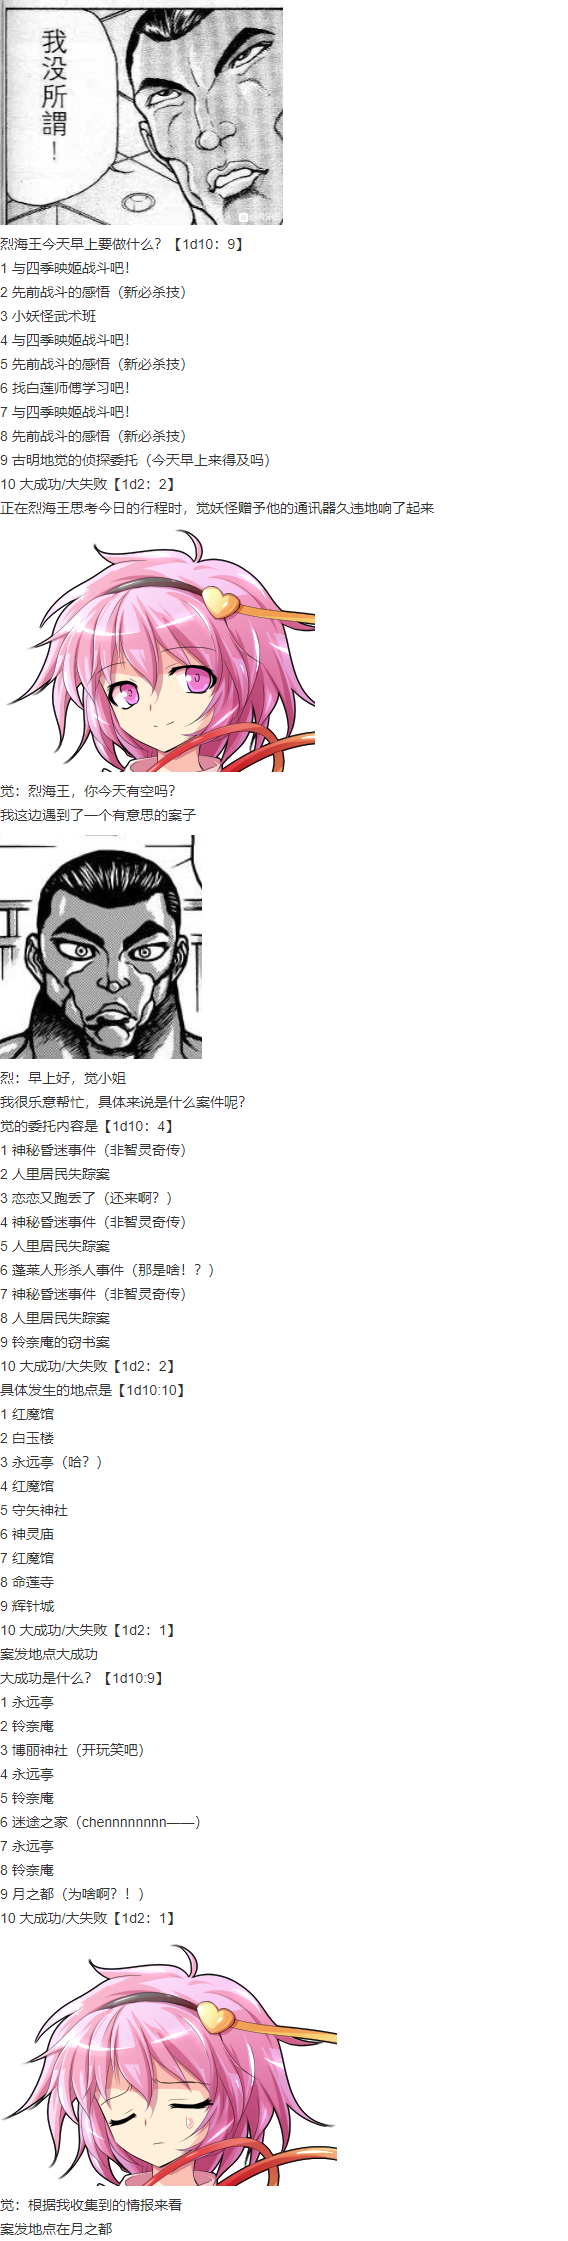 我没所謂！
烈海王今天早上要做什么？【1d10：9】
1 与四季映姬战斗吧！
2 先前战斗的感悟（新必杀技）
3 小妖怪武术班
4 与四季映姬战斗吧！
5 先前战斗的感悟（新必杀技）
6 找白莲师傅学习吧！
7 与四季映姬战斗吧！
8 先前战斗的感悟（新必杀技）
9 古明地觉的侦探委托（今天早上来得及吗）
10 大成功/大失败【1d2：2】
正在烈海王思考今日的行程时，觉妖怪赠予他的通讯器久违地响了起来
觉：烈海王，你今天有空吗？
我这边遇到了一个有意思的案子
烈：早上好，觉小姐
我很乐意帮忙，具体来说是什么案件呢？
觉的委托内容是【1d10：4】
1 神秘昏迷事件（非智灵奇传）
2 人里居民失踪案
3 恋恋又跑丢了（还来啊？）
4 神秘昏迷事件（非智灵奇传）
5 人里居民失踪案
6 蓬莱人形杀人事件（那是啥！？）
7 神秘昏迷事件（非智灵奇传）
8 人里居民失踪案
9 铃奈庵的窃书案
10 大成功/大失败【1d2：2】
具体发生的地点是【1d10:10】
1 红魔馆
2 白玉楼
3 永远亭（哈？）
4 红魔馆
5 守矢神社
6 神灵庙
7 红魔馆
8 命莲寺
9 辉针城
10 大成功/大失败【1d2：1】
案发地点大成功
大成功是什么？【1d10:9】
1 永远亭
2 铃奈庵
3 博丽神社（开玩笑吧）
4 永远亭
5 铃奈庵
6 迷途之家（chennnnnnnn——）
7 永远亭
8 铃奈庵
9 月之都（为啥啊？！）
10 大成功/大失败【1d2：1】
觉：根据我收集到的情报来看
案发地点在月之都